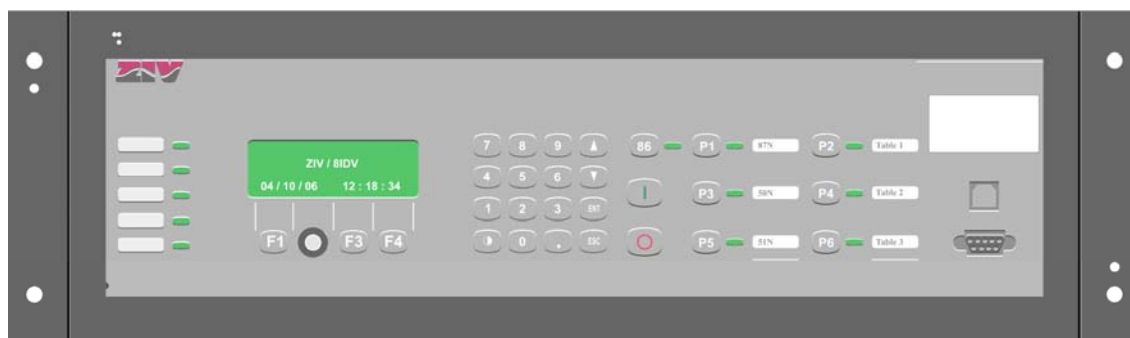 ZIV
ZIV / 8IDV
04 / 10 / 06 12 : 18 : 34
F1 F3 F4
7 8 9
4 5 6
1 2 3 ENT
0 . ESC
86 P1 87N P2 Table 1
P3 50N P4 Table 2
P5 51N P6 Table 3